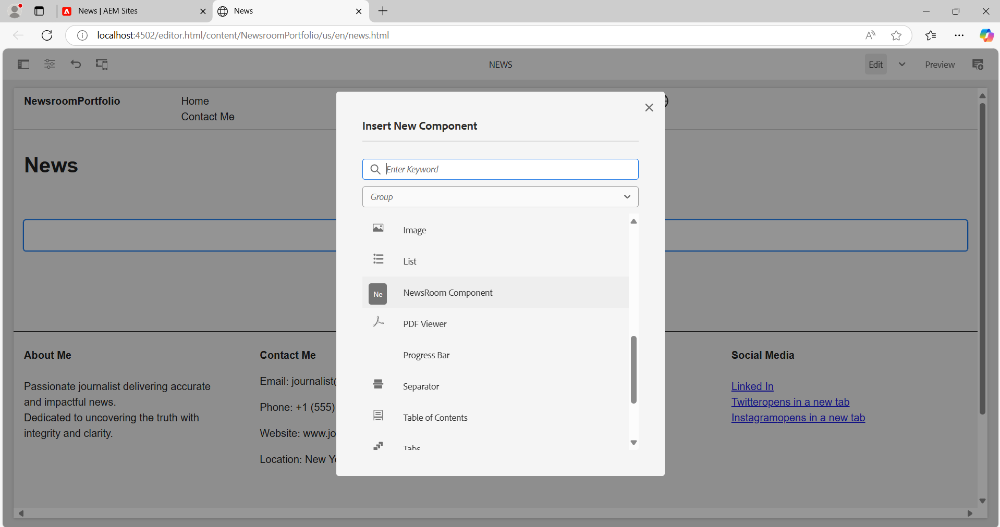 News | AEM Sites
News
localhost:4502/editor.html/content/NewsroomPortfolio/us/en/news.html
NEWS
Edit
Preview
NewsroomPortfolio
Home
Contact Me
News
Insert New Component
Enter Keyword
Group
Image
List
Ne
NewsRoom Component
PDF Viewer
Progress Bar
Separator
Table of Contents
Tabs
About Me
Passionate journalist delivering accurate
and impactful news.
Dedicated to uncovering the truth with
integrity and clarity.
Contact Me
Email: journalist@
Phone: +1 (555)
Website: www.jo
Location: New Yo
Social Media
Linked In
Twitteropens in a new tab
Instagramopens in a new tab